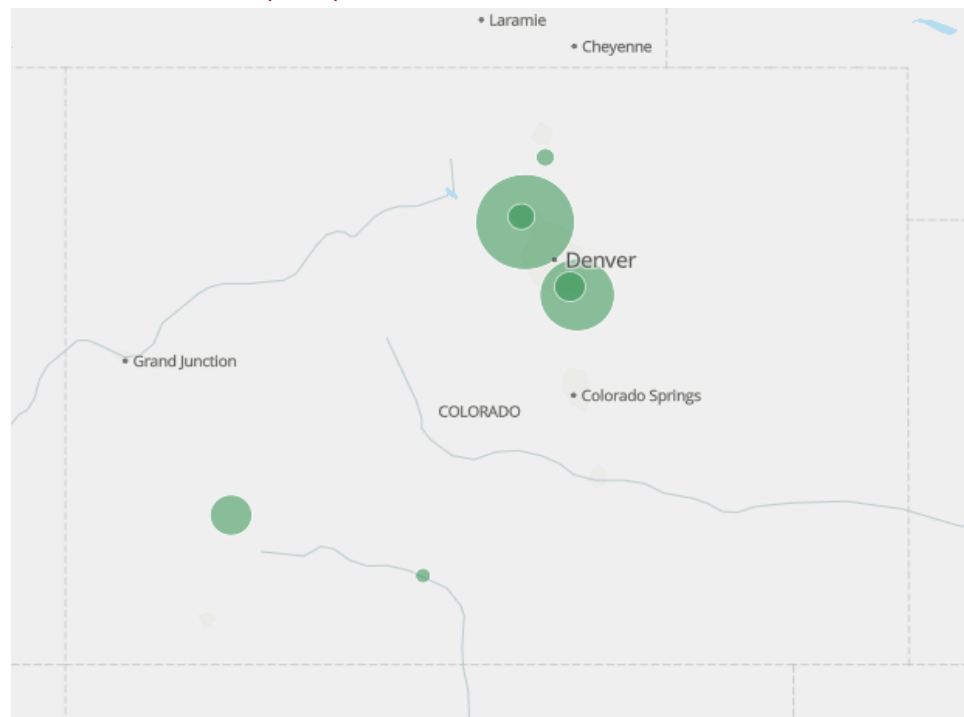 Laramie
Cheyenne
Denver
Grand Junction
Colorado Springs
COLORADO